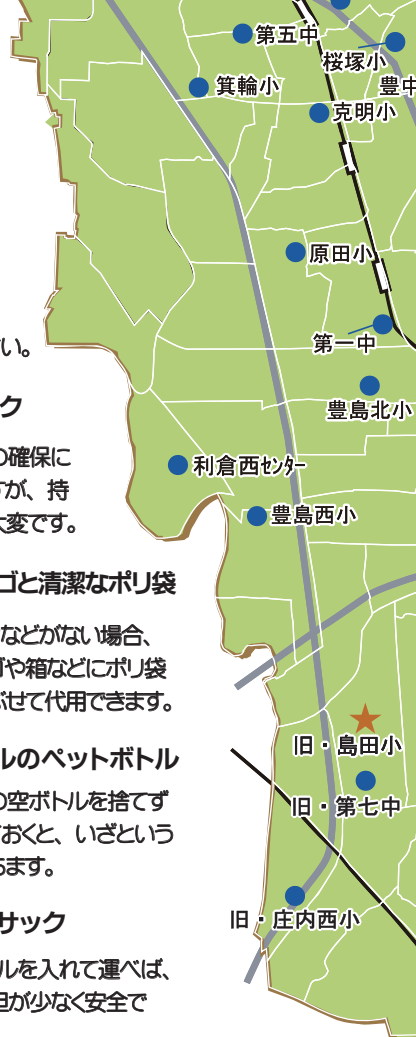 第五中
桜塚小
箕輪小
豊中
克明小
原田小
い。
第一中
ク
豊島北小
の確保に
すが、持
大変です。
利倉西センター
豊島西小
ゴと清潔なポリ袋
などがない場合、
ゴや箱などにポリ袋
ぶせて代用できます。
旧・島田小
ルのペットボトル
の空ボトルを捨てず
ておくと、いざという
ちます。
旧・第七中
サック
旧・庄内西小
ルを入れて運べば、
担が少なく安全で